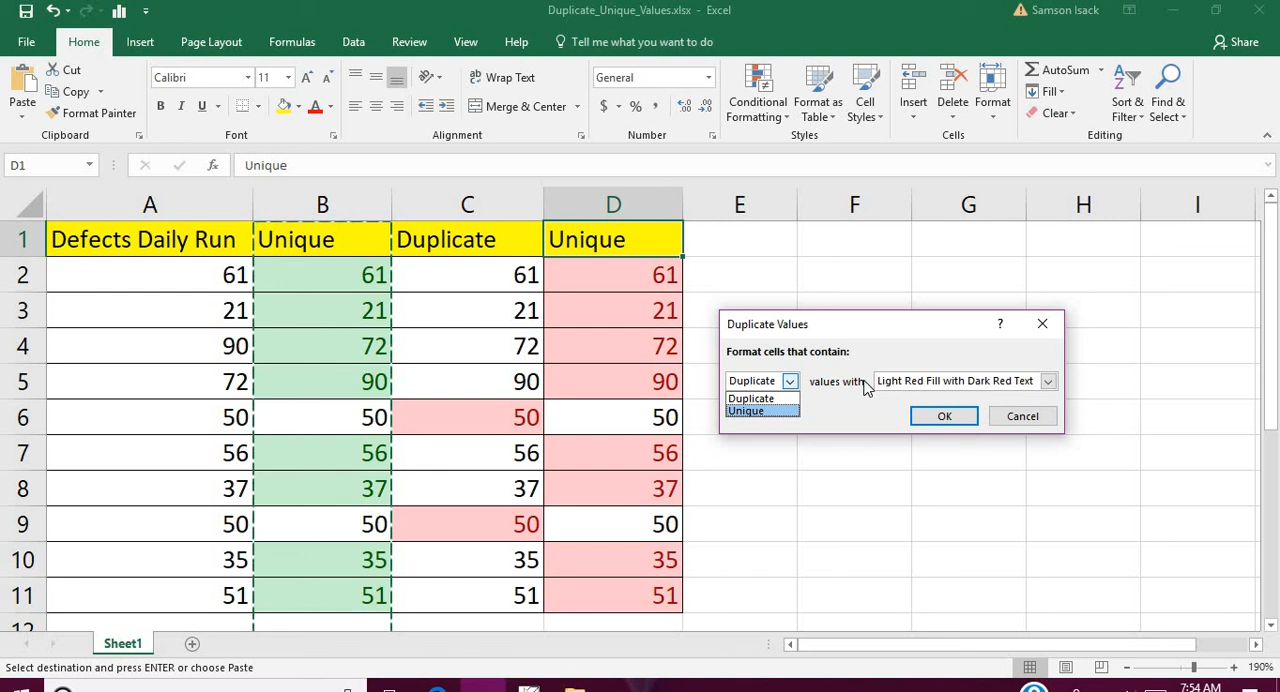 Duplicate_Unique_Values.xlsx - Excel
Samson Isack
File Home Insert Page Layout Formulas Data Review View Help Tell me what you want to do Share
Paste
Cut
Copy
Format Painter
Clipboard
Calibri 11
B I U
Font
Wrap Text
Merge & Center
Alignment
General
$ % ,
Number
Conditional Formatting
Format as Table
Cell Styles
Styles
Insert Delete Format
Cells
AutoSum
Fill
Clear
Sort & Filter
Find & Select
Editing
D1 fx Unique
A B C D E F G H I
1 Defects Daily Run Unique Duplicate Unique
2 61 61 61 61
3 21 21 21 21
4 90 72 72 72
5 72 90 90 90
6 50 50 50 50
7 56 56 56 56
8 37 37 37 37
9 50 50 50 50
10 35 35 35 35
11 51 51 51 51
12
Duplicate Values ?
Format cells that contain:
Duplicate values with Light Red Fill with Dark Red Text
Duplicate
Unique
OK Cancel
Sheet1
Select destination and press ENTER or choose Paste 190%
7:54 AM